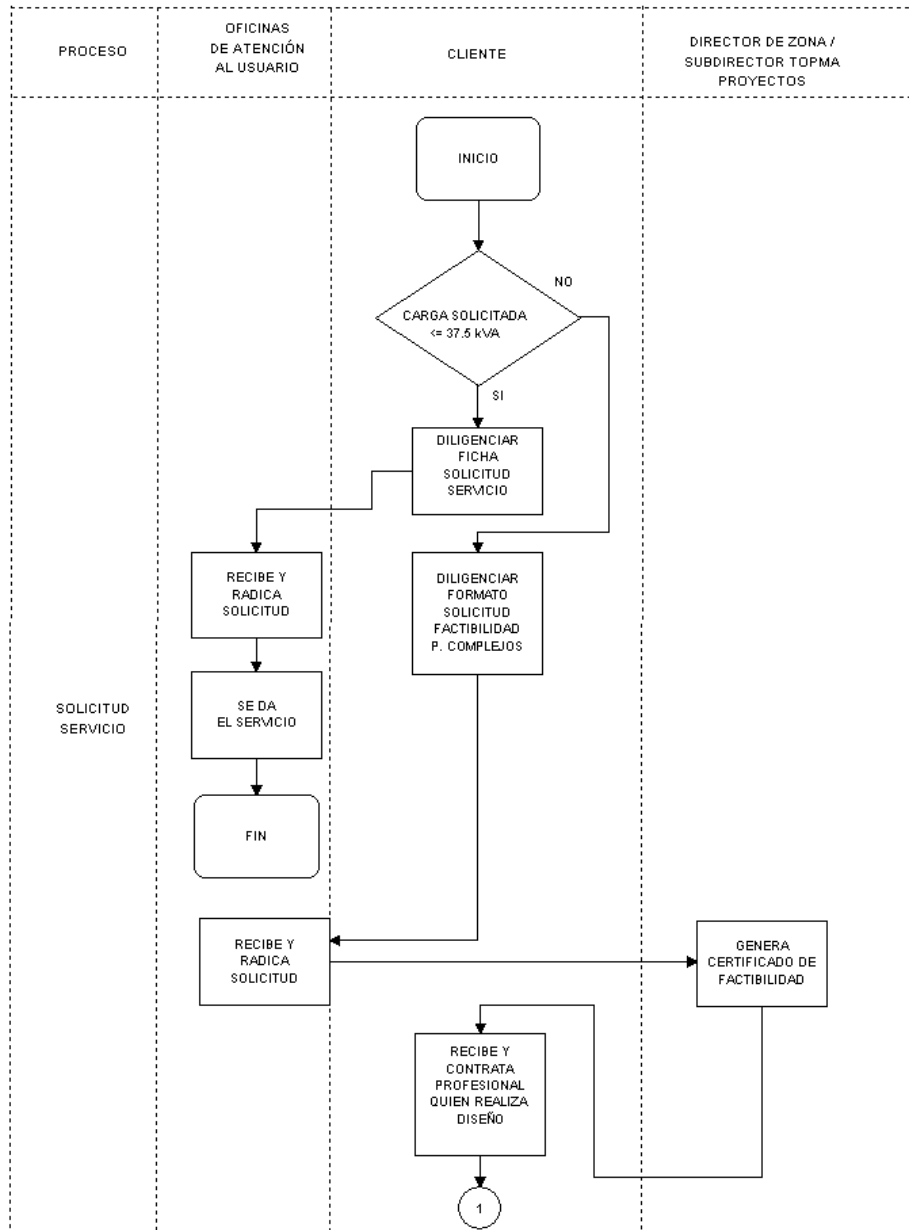 PROCESO
OFICINAS
DE ATENCIÓN
AL USUARIO
CLIENTE
DIRECTOR DE ZONA /
SUBDIRECTOR TOPMA
PROYECTOS
INICIO
NO
CARGA SOLICITADA
<= 37.5 kVA
SI
DILIGENCIAR
FICHA
SOLICITUD
SERVICIO
RECIBE Y
RADICA
SOLICITUD
DILIGENCIAR
FORMATO
SOLICITUD
FACTIBILIDAD
P. COMPLEJOS
SOLICITUD
SERVICIO
SE DA
EL SERVICIO
FIN
RECIBE Y
RADICA
SOLICITUD
GENERA
CERTIFICADO DE
FACTIBILIDAD
RECIBE Y
CONTRATA
PROFESIONAL
QUIEN REALIZA
DISEÑO
1